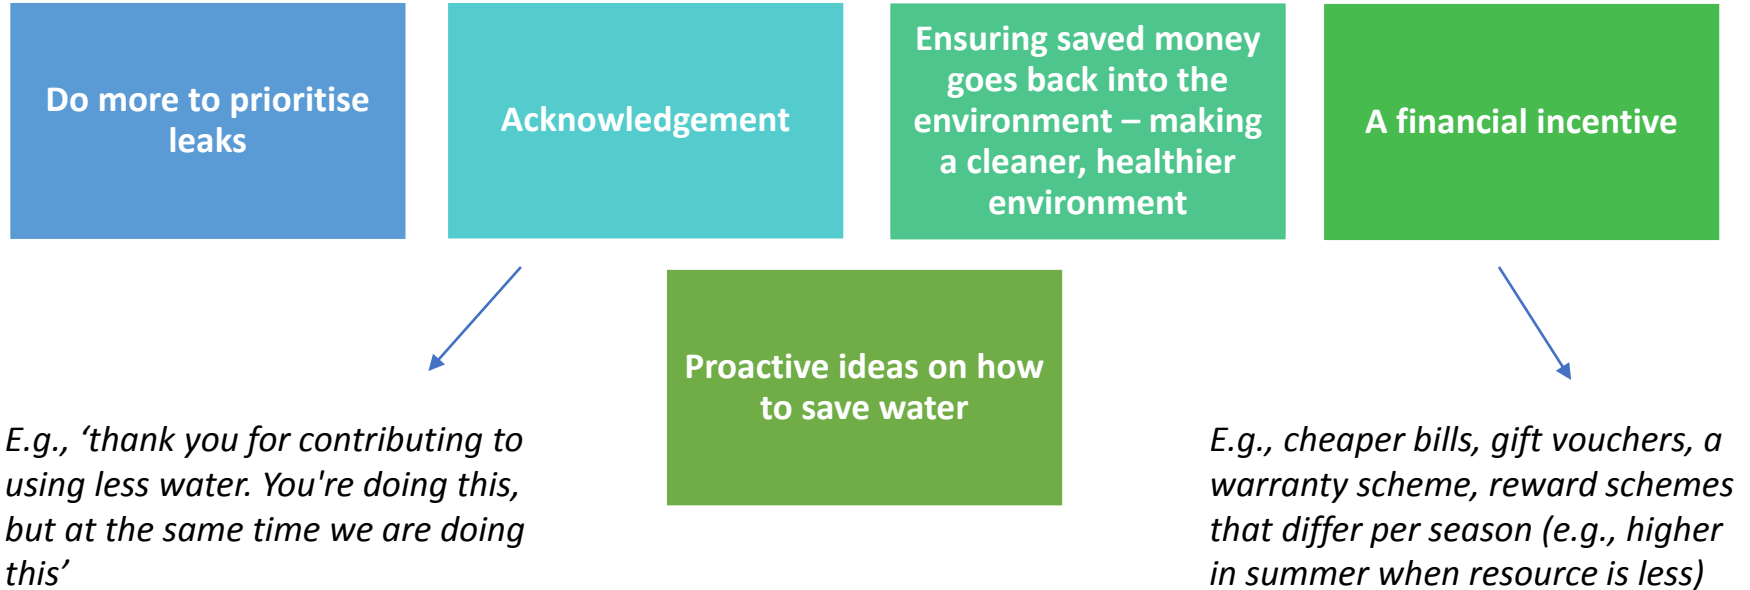 Do more to prioritise
leaks
Acknowledgement
Ensuring saved money
goes back into the
environment – making
a cleaner, healthier
environment
A financial incentive
Proactive ideas on how
to save water
E.g., ‘thank you for contributing to
using less water. You're doing this,
but at the same time we are doing
this’
E.g., cheaper bills, gift vouchers, a
warranty scheme, reward schemes
that differ per season (e.g., higher
in summer when resource is less)